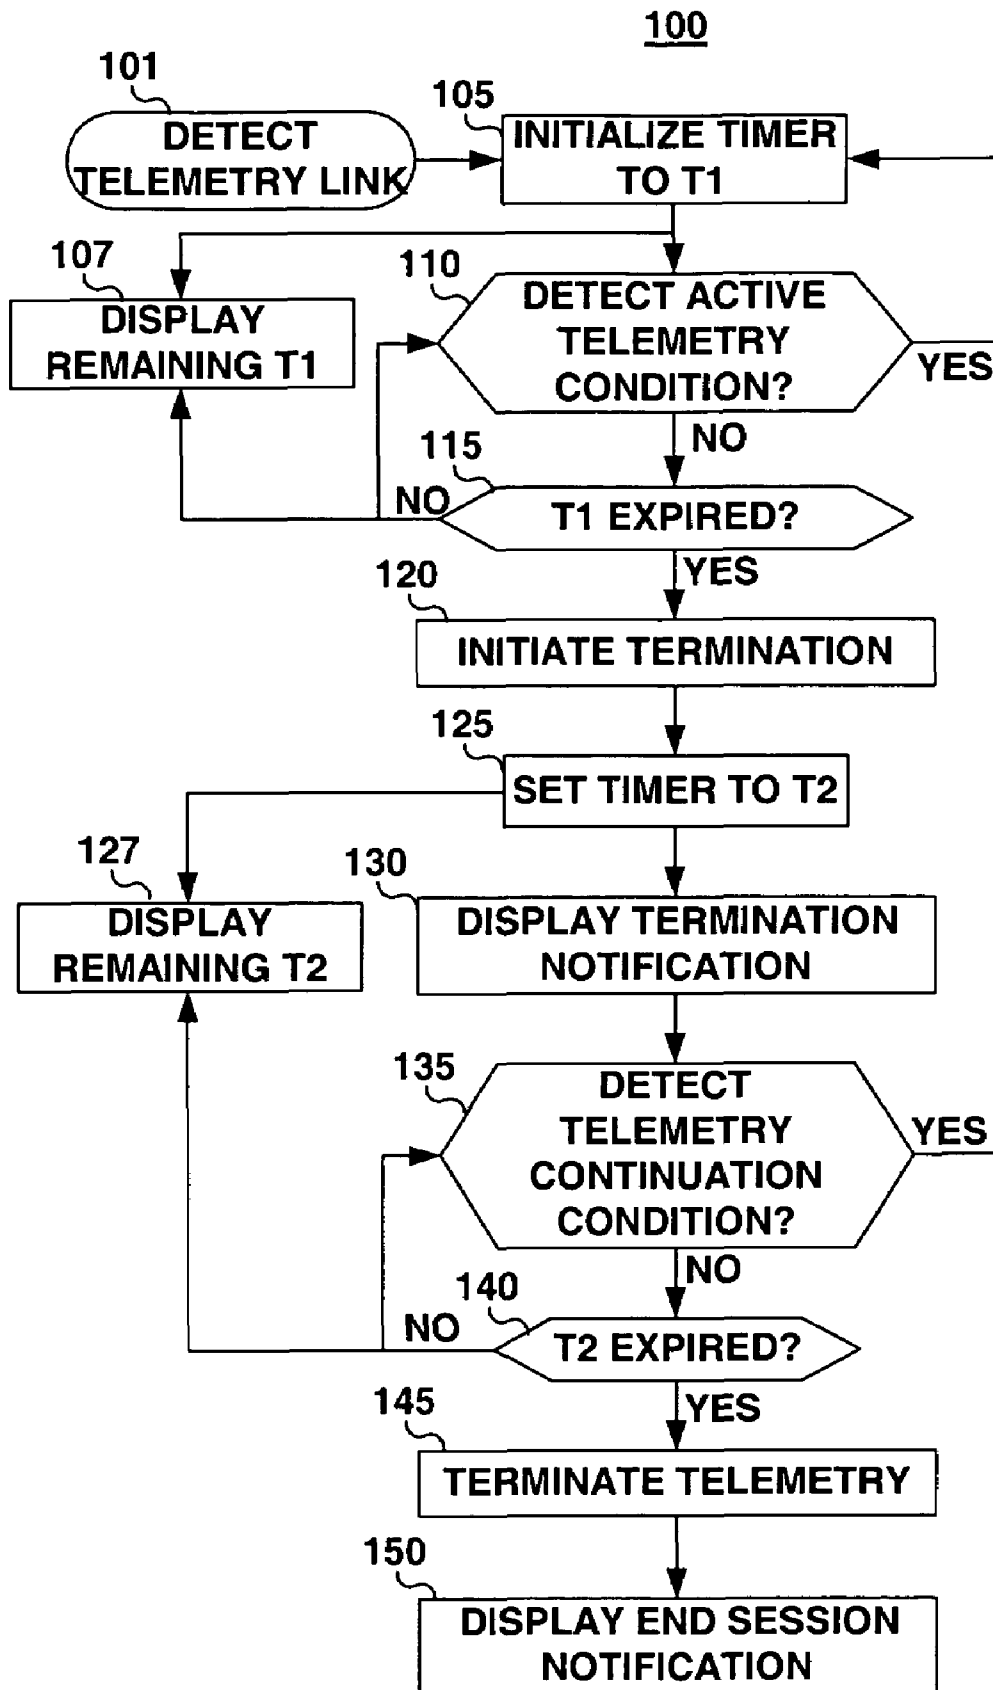 100
101
DETECT
TELEMETRY LINK
105
INITIALIZE TIMER
TO T1
107
DISPLAY
REMAINING T1
110
DETECT ACTIVE
TELEMETRY
CONDITION?
YES
NO
115
T1 EXPIRED?
NO
YES
120
INITIATE TERMINATION
125
SET TIMER TO T2
127
DISPLAY
REMAINING T2
130
DISPLAY TERMINATION
NOTIFICATION
135
DETECT
TELEMETRY
CONTINUATION
CONDITION?
YES
NO
140
T2 EXPIRED?
NO
YES
145
TERMINATE TELEMETRY
150
DISPLAY END SESSION
NOTIFICATION